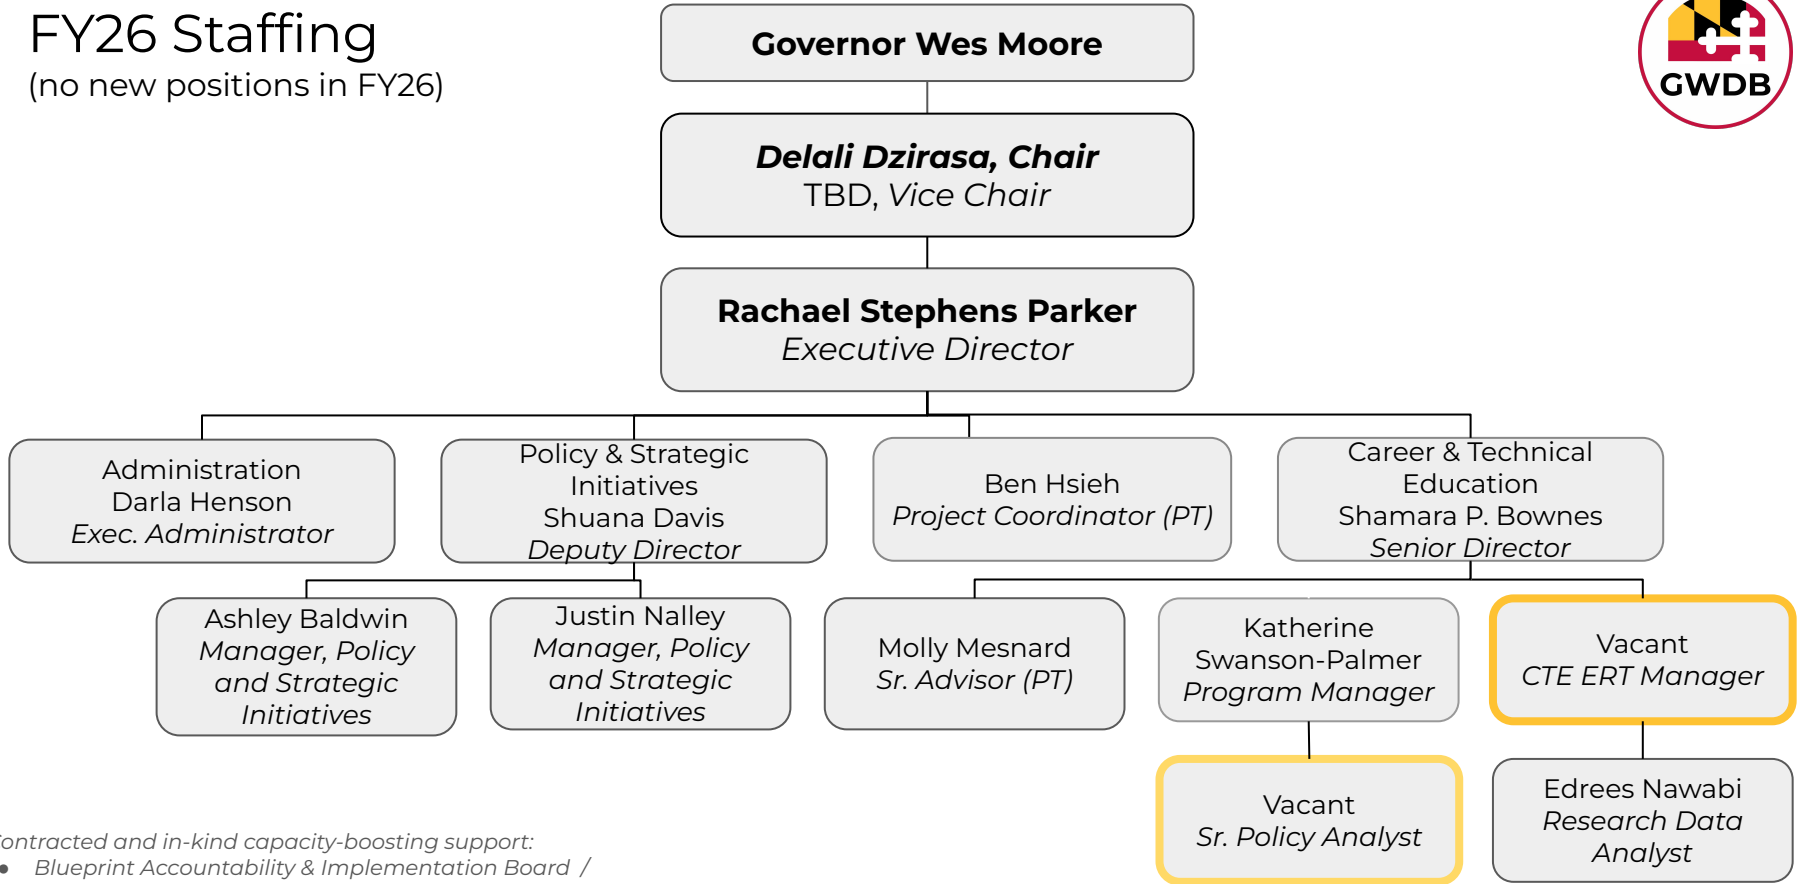 FY26 Staffing
(no new positions in FY26)
GWDB
Governor Wes Moore
Delali Dzirasa, Chair
TBD, Vice Chair
Rachael Stephens Parker
Executive Director
Administration
Darla Henson
Exec. Administrator
Policy & Strategic
Initiatives
Shuana Davis
Deputy Director
Ben Hsieh
Project Coordinator (PT)
Career & Technical
Education
Shamara P. Bownes
Senior Director
Ashley Baldwin
Manager, Policy
and Strategic
Initiatives
Justin Nalley
Manager, Policy
and Strategic
Initiatives
Molly Mesnard
Sr. Advisor (PT)
Katherine
Swanson-Palmer
Program Manager
Vacant
CTE ERT Manager
Vacant
Sr. Policy Analyst
Edrees Nawabi
Research Data
Analyst
ontracted and in-kind capacity-boosting support:
● Blueprint Accountability & Implementation Board /